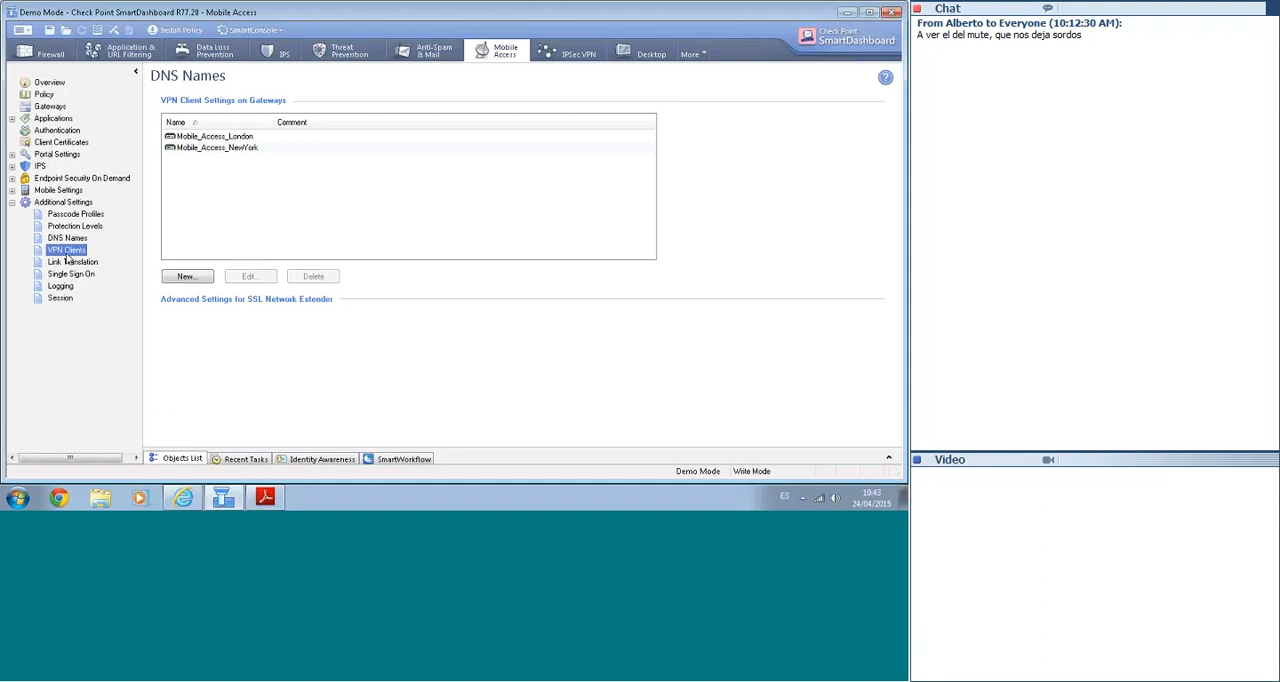 Demo Mode - Check Point SmartDashboard R77.20 - Mobile Access
Install Policy
SmartConsole
Firewall
Application & URL Filtering
Data Loss Prevention
IPS
Threat Prevention
Anti-Spam & Mail
Mobile Access
IPSec VPN
Desktop
More
Check Point
SmartDashboard
Overview
Policy
Gateways
Applications
Authentication
Client Certificates
Portal Settings
IPS
Endpoint Security On Demand
Mobile Settings
Additional Settings
Passcode Profiles
Protection Levels
DNS Names
VPN Clients
Link Translation
Single Sign On
Logging
Session
DNS Names
VPN Client Settings on Gateways
Name Comment
Mobile_Access_London
Mobile_Access_NewYork
New... Edit... Delete
Advanced Settings for SSL Network Extender
Objects List Recent Tasks Identity Awareness SmartWorkflow
Demo Mode Write Mode
ES
10:43
24/04/2015
Chat
From Alberto to Everyone (10:12:30 AM):
A ver el del mute, que nos deja sordos
Video